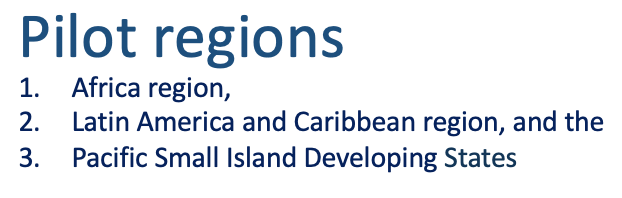 Pilot regions
1. Africa region,
2. Latin America and Caribbean region, and the
3. Pacific Small Island Developing States